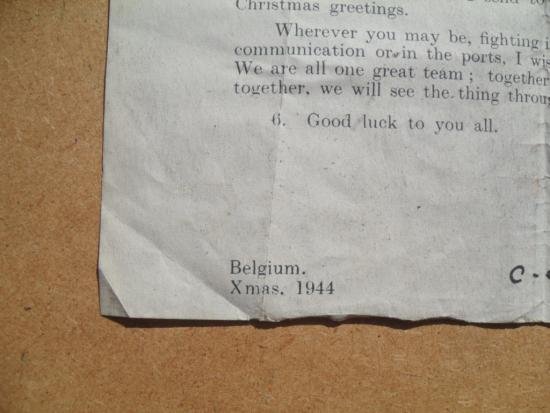 Christmas greetings.
Wherever you may be, fighting
communication or in the ports, I
We are all one great team ; together
together, we will see the thing
6. Good luck to you all.
Belgium.
Xmas. 1944